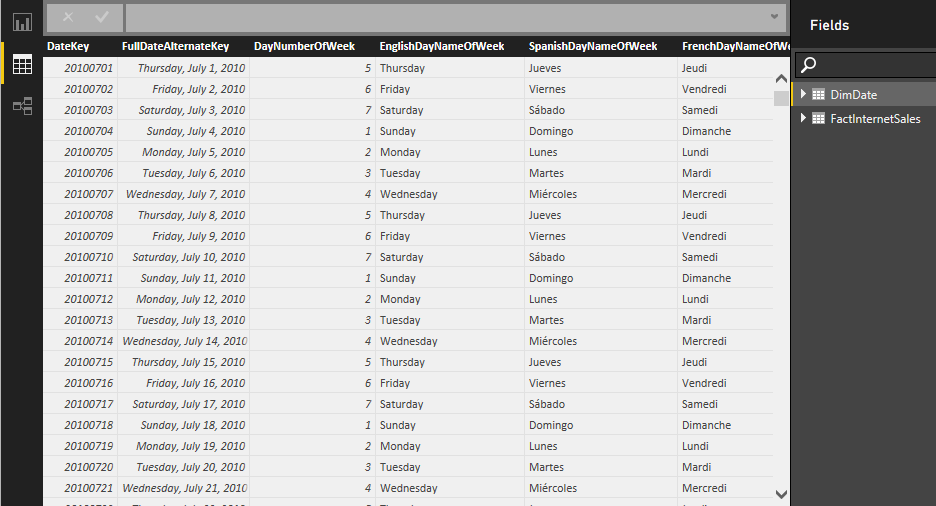 Fields
DateKey FullDateAlternateKey DayNumberOfWeek EnglishDayNameOfWeek SpanishDayNameOfWeek FrenchDayNameOfWe
20100701 Thursday, July 1, 2010 5 Thursday Jueves Jeudi
20100702 Friday, July 2, 2010 6 Friday Viernes Vendredi
20100703 Saturday, July 3, 2010 7 Saturday Sábado Samedi
20100704 Sunday, July 4, 2010 1 Sunday Domingo Dimanche
20100705 Monday, July 5, 2010 2 Monday Lunes Lundi
20100706 Tuesday, July 6, 2010 3 Tuesday Martes Mardi
20100707 Wednesday, July 7, 2010 4 Wednesday Miércoles Mercredi
20100708 Thursday, July 8, 2010 5 Thursday Jueves Jeudi
20100709 Friday, July 9, 2010 6 Friday Viernes Vendredi
20100710 Saturday, July 10, 2010 7 Saturday Sábado Samedi
20100711 Sunday, July 11, 2010 1 Sunday Domingo Dimanche
20100712 Monday, July 12, 2010 2 Monday Lunes Lundi
20100713 Tuesday, July 13, 2010 3 Tuesday Martes Mardi
20100714 Wednesday, July 14, 2010 4 Wednesday Miércoles Mercredi
20100715 Thursday, July 15, 2010 5 Thursday Jueves Jeudi
20100716 Friday, July 16, 2010 6 Friday Viernes Vendredi
20100717 Saturday, July 17, 2010 7 Saturday Sábado Samedi
20100718 Sunday, July 18, 2010 1 Sunday Domingo Dimanche
20100719 Monday, July 19, 2010 2 Monday Lunes Lundi
20100720 Tuesday, July 20, 2010 3 Tuesday Martes Mardi
20100721 Wednesday, July 21, 2010 4 Wednesday Miércoles Mercredi
DimDate
FactInternetSales